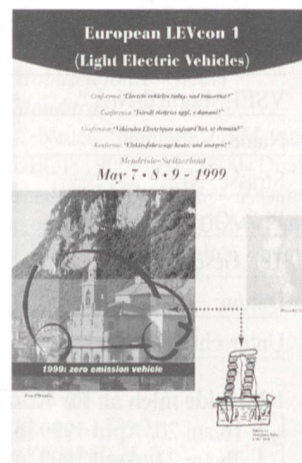 European LEVcon 1
(Light Electric Vehicles)
Conference "Electric vehicles today, and tomorrow?"
Conferenza "Veicoli elettrici oggi, e domani?"
Conférence "Véhicules Electriques aujourd'hui, et demain?"
Konferenz "Elektrofahrzeuge heute, und morgen?"
Mendrisio-Switzerland
May 7 • 8 • 9 - 1999
1999: zero emission vehicle